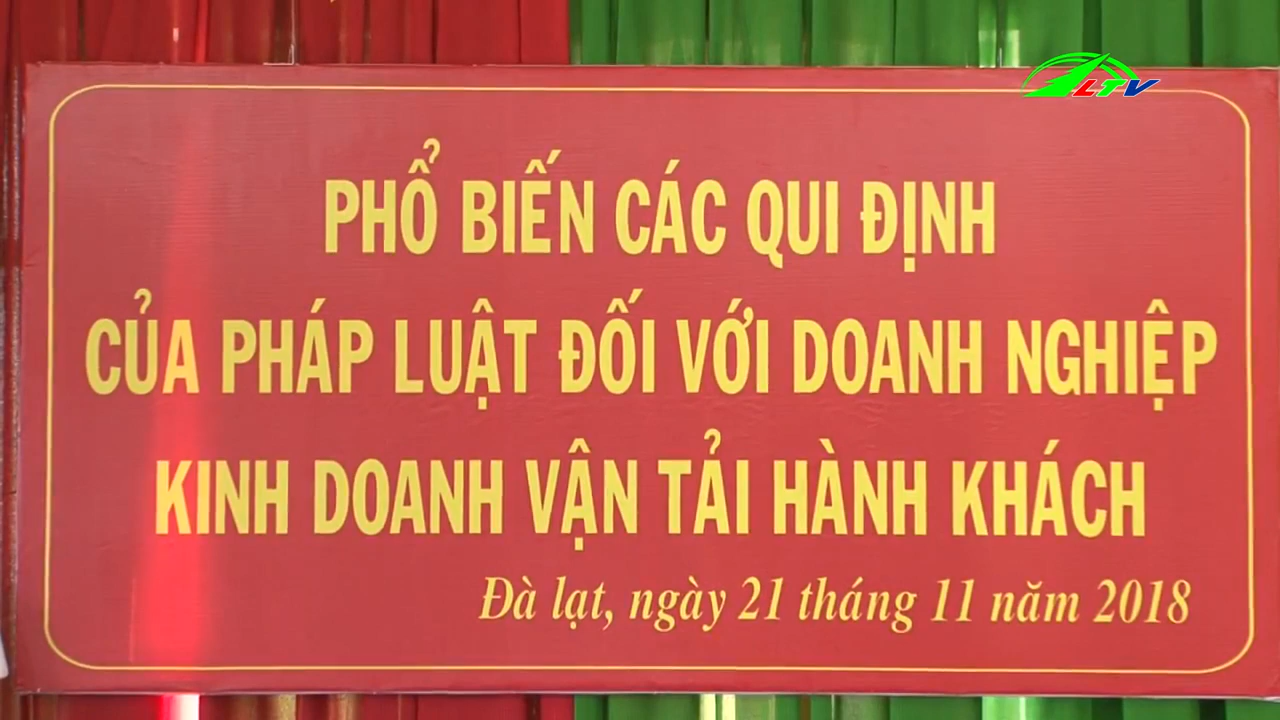 LTV
PHỔ BIẾN CÁC QUI ĐỊNH
CỦA PHÁP LUẬT ĐỐI VỚI DOANH NGHIỆP
KINH DOANH VẬN TẢI HÀNH KHÁCH
Đà lạt, ngày 21 tháng 11 năm 2018